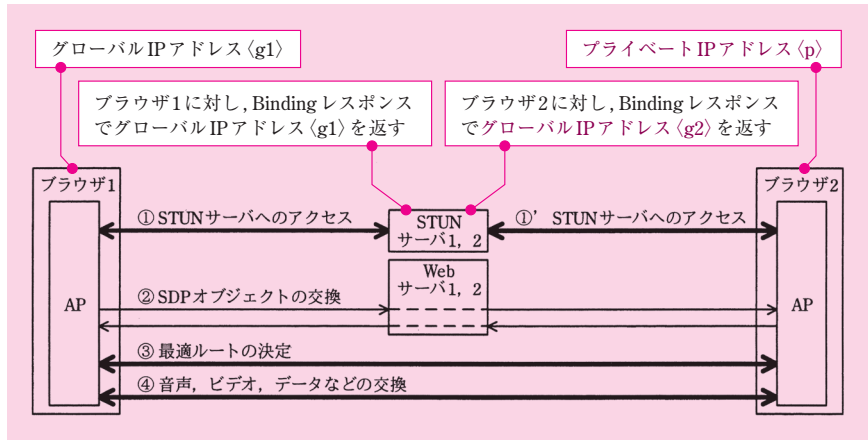 グローバルIPアドレス〈g1〉
プライベートIPアドレス〈p〉
ブラウザ1に対し，Bindingレスポンス
でグローバルIPアドレス〈g1〉を返す
ブラウザ2に対し，Bindingレスポンス
でグローバルIPアドレス〈g2〉を返す
ブラウザ1
ブラウザ2
①STUNサーバへのアクセス
STUN
サーバ1，2
①’ STUNサーバへのアクセス
Web
サーバ1，2
②SDPオブジェクトの交換
AP
AP
③最適ルートの決定
④音声，ビデオ，データなどの交換